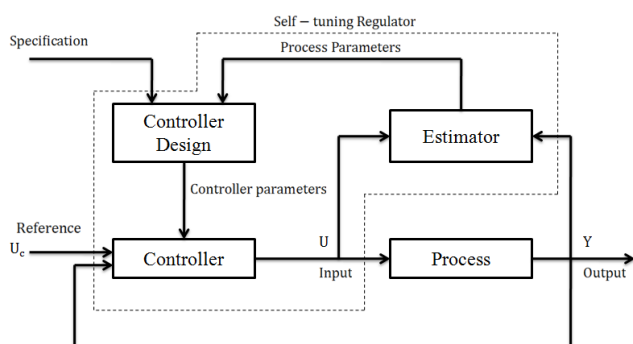 Self – tuning Regulator
Specification
Process Parameters
Controller
Design
Estimator
Controller parameters
Reference
U
Y
Uc
Controller
Process
Input
Output